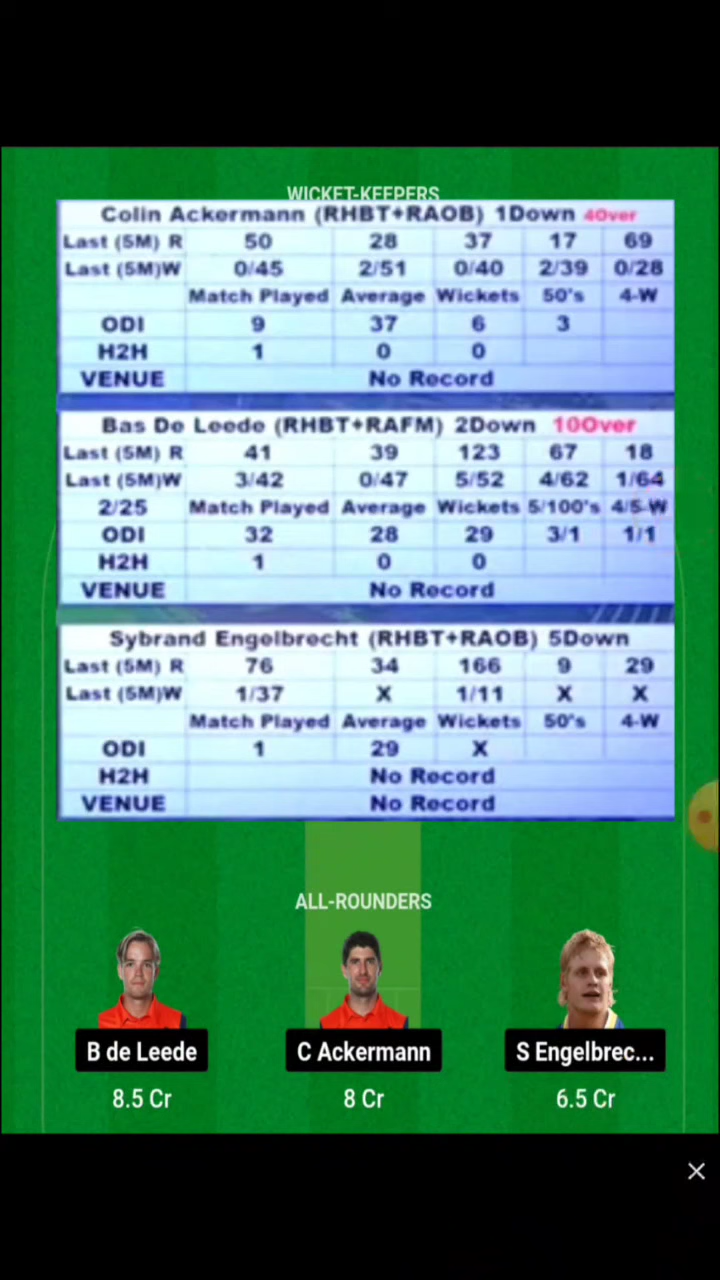 WICKET-KEEPERS
Colin Ackermann (RHBT+RAOB) 1Down 4Over
Last (5M) R 50 28 37 17 69
Last (5M)W 0/45 2/51 0/40 2/39 0/28
Match Played Average Wickets 50's 4-W
ODI 9 37 6 3
H2H 1 0 0
VENUE No Record
Bas De Leede (RHBT+RAFM) 2Down 10Over
Last (5M) R 41 39 123 67 18
Last (5M)W 3/42 0/47 5/52 4/62 1/64
2/25 Match Played Average Wickets 5/100's 4/5-W
ODI 32 28 29 3/1 1/1
H2H 1 0 0
VENUE No Record
Sybrand Engelbrecht (RHBT+RAOB) 5Down
Last (5M) R 76 34 166 9 29
Last (5M)W 1/37 X 1/11 X X
Match Played Average Wickets 50's 4-W
ODI 1 29 X
H2H No Record
VENUE No Record
ALL-ROUNDERS
B de Leede C Ackermann S Engelbrec...
8.5 Cr 8 Cr 6.5 Cr